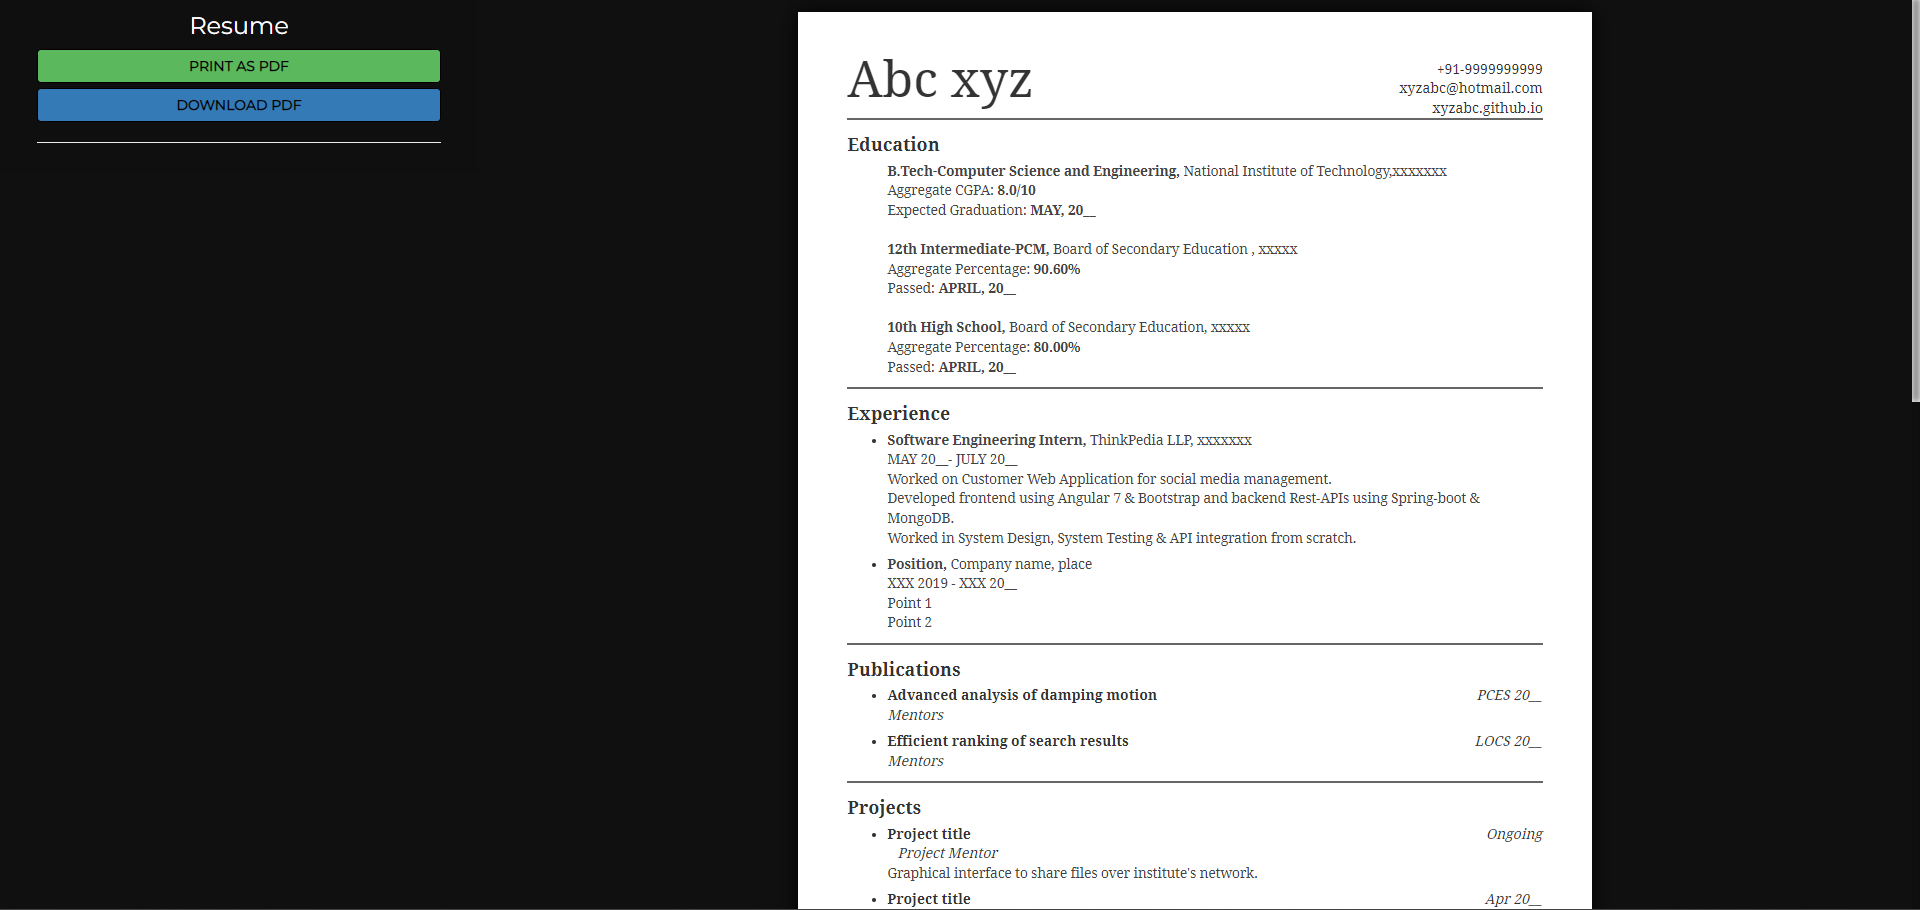 Resume
PRINT AS PDF
DOWNLOAD PDF
Abc xyz
+91-9999999999
xyzabc@hotmail.com
xyzabc.github.io
Education
B.Tech-Computer Science and Engineering, National Institute of Technology,xxxxxxx
Aggregate CGPA: 8.0/10
Expected Graduation: MAY, 20__
12th Intermediate-PCM, Board of Secondary Education , xxxxx
Aggregate Percentage: 90.60%
Passed: APRIL, 20__
10th High School, Board of Secondary Education, xxxxx
Aggregate Percentage: 80.00%
Passed: APRIL, 20__
Experience
• Software Engineering Intern, ThinkPedia LLP, xxxxxxx
MAY 20__- JULY 20__
Worked on Customer Web Application for social media management.
Developed frontend using Angular 7 & Bootstrap and backend Rest-APIs using Spring-boot &
MongoDB.
Worked in System Design, System Testing & API integration from scratch.
• Position, Company name, place
XXX 2019 - XXX 20__
Point 1
Point 2
Publications
• Advanced analysis of damping motion PCES 20__
Mentors
• Efficient ranking of search results LOCS 20__
Mentors
Projects
• Project title Ongoing
Project Mentor
Graphical interface to share files over institute's network.
• Project title Apr 20__